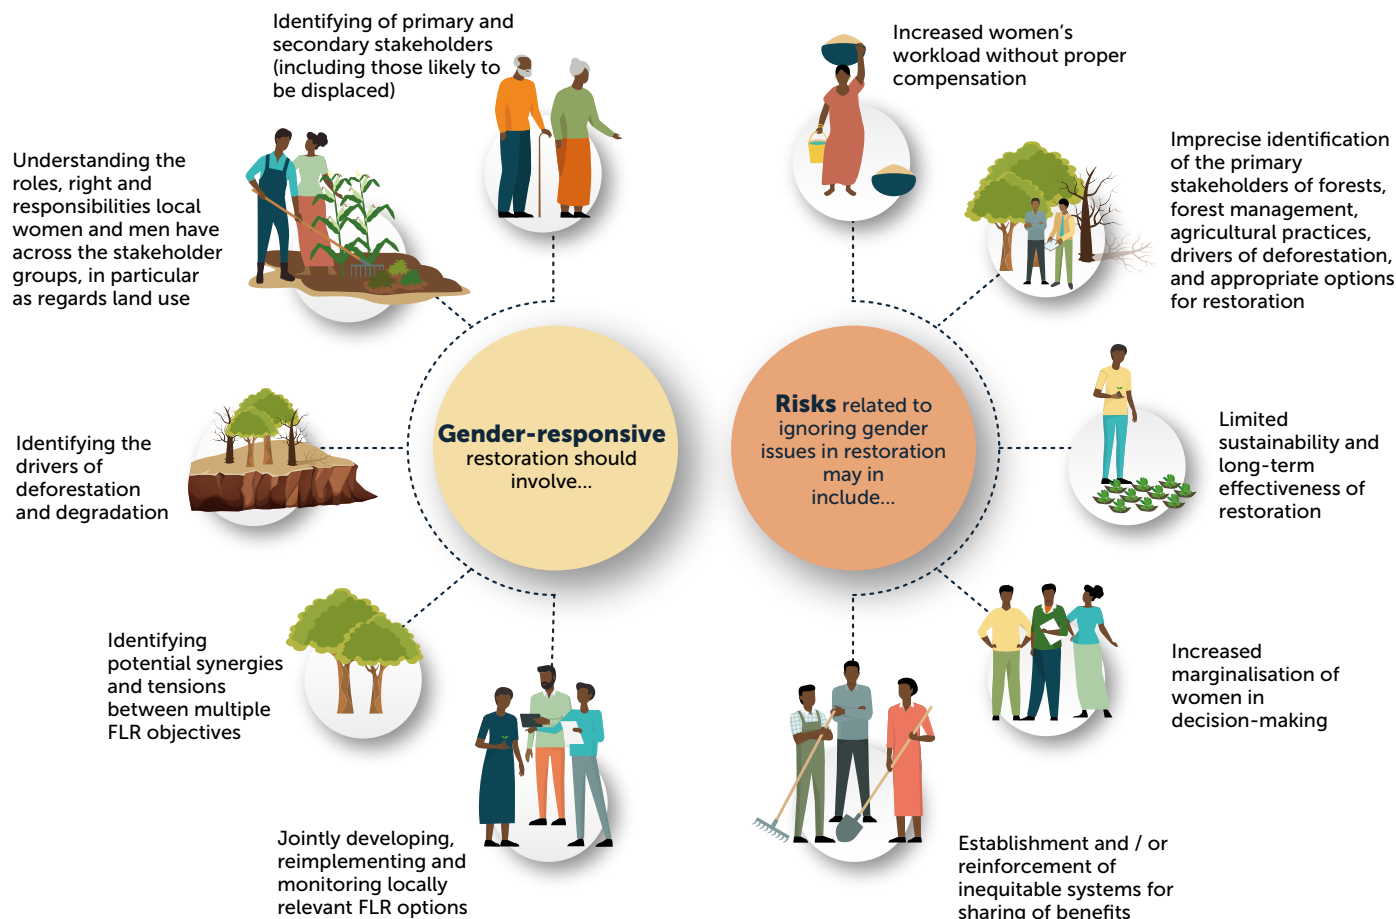 Identifying of primary and
secondary stakeholders
(including those likely to
be displaced)
Understanding the
roles, right and
responsibilities local
women and men have
across the stakeholder
groups, in particular
as regards land use
Identifying the
drivers of
deforestation
and degradation
Identifying
potential synergies
and tensions
between multiple
FLR objectives
Jointly developing,
reimplementing and
monitoring locally
relevant FLR options
Gender-responsive
restoration should
involve...
Risks related to
ignoring gender
issues in restoration
may in
include...
Increased women’s
workload without proper
compensation
Imprecise identification
of the primary
stakeholders of forests,
forest management,
agricultural practices,
drivers of deforestation,
and appropriate options
for restoration
Limited
sustainability and
long-term
effectiveness of
restoration
Increased
marginalisation of
women in
decision-making
Establishment and / or
reinforcement of
inequitable systems for
sharing of benefits